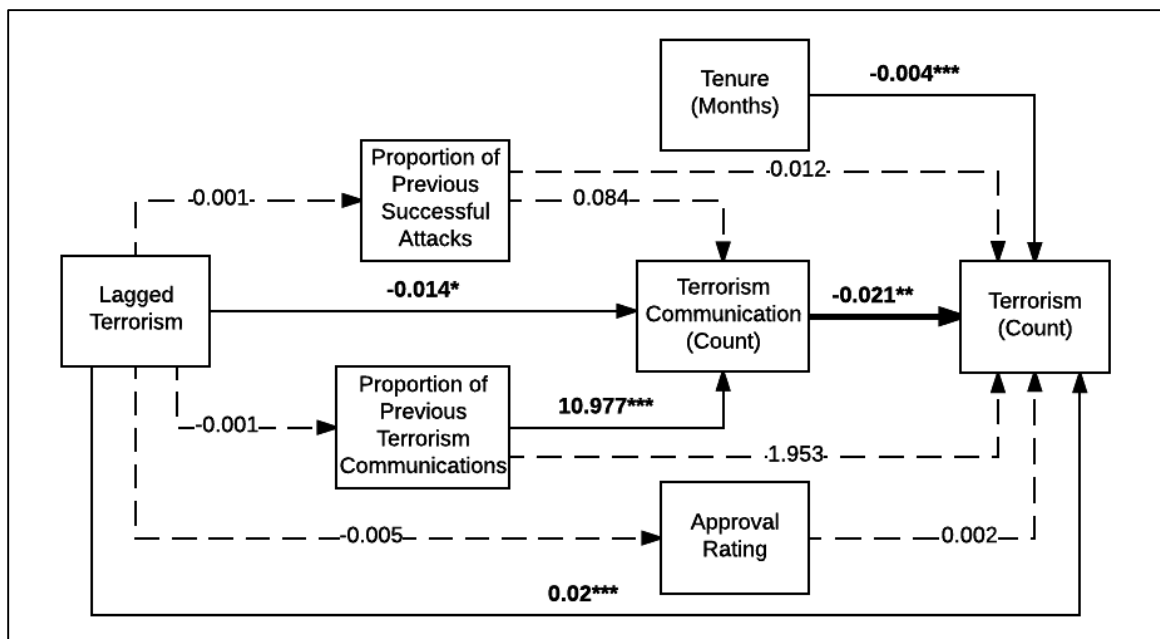 Tenure
(Months)
-0.004***
Proportion of
Previous
Successful
Attacks
-0.012
0.084
-0.001
Lagged
Terrorism
-0.014*
Terrorism
Communication
(Count)
-0.021**
Terrorism
(Count)
Proportion of
Previous
Terrorism
Communications
-0.001
10.977***
1.953
Approval
Rating
-0.005
0.002
0.02***